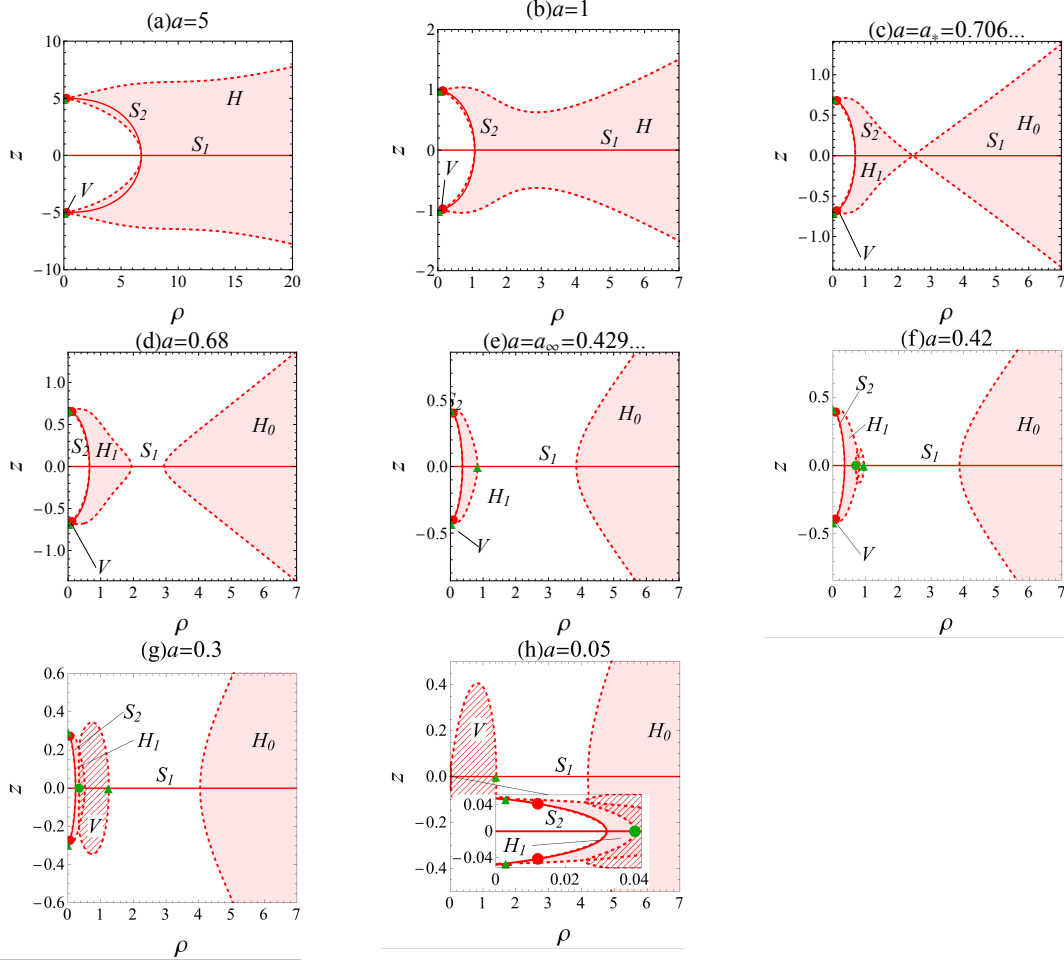 (a)a=5
10
5
0
−5
−10
z
S₂
H
S₁
V
0 5 10 15 20
ρ
(b)a=1
2
1
0
−1
−2
z
S₂
H
S₁
V
0 1 2 3 4 5 6 7
ρ
(c)a=a*=0.706...
1.0
0.5
0.0
−0.5
−1.0
z
S₂
H₀
S₁
H₁
V
0 1 2 3 4 5 6 7
ρ
(d)a=0.68
1.0
0.5
0.0
−0.5
−1.0
z
S₂ H₁ S₁
H₀
V
0 1 2 3 4 5 6 7
ρ
(e)a=a∞=0.429...
0.5
0.0
−0.5
z
S₂
H₀
S₁
H₁
V
0 1 2 3 4 5 6 7
ρ
(f)a=0.42
0.5
0.0
−0.5
z
S₂
H₁
H₀
S₁
V
0 1 2 3 4 5 6 7
ρ
(g)a=0.3
0.6
0.4
0.2
0.0
−0.2
−0.4
−0.6
z
S₂
H₁
H₀
S₁
V
0 1 2 3 4 5 6 7
ρ
(h)a=0.05
0.4
0.2
0.0
−0.2
−0.4
z
V
H₀
S₁
0.04
0
−0.04
S₂
H₁
0 0.02 0.04
0 1 2 3 4 5 6 7
ρ